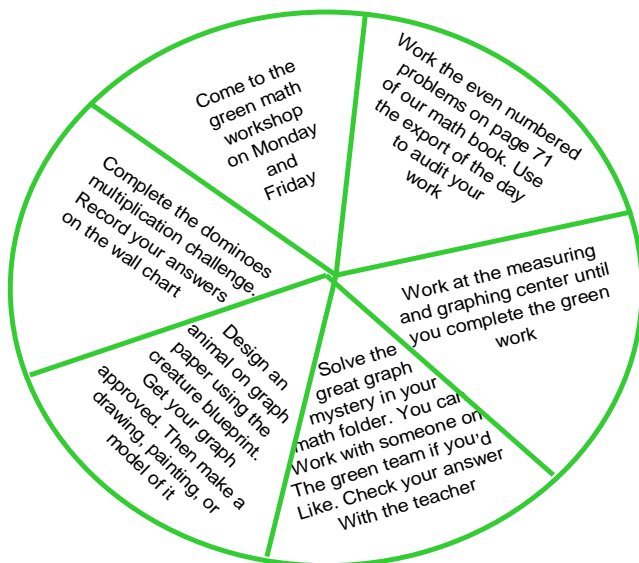 Come to the
green math
workshop
on Monday
and
Friday
Work the even numbered
problems on page 71
of our math book. Use
the export of the day
to audit your
work
Work at the measuring
and graphing center until
you complete the green
work
Solve the
great graph
mystery in your
math folder. You can
Work with someone on
The green team if you'd
Like. Check your answer
With the teacher
Design an
animal on graph
paper using the
creature blueprint.
Get your graph
approved. Then make a
drawing, painting, or
model of it
Complete the dominoes
multiplication challenge.
Record your answers
on the wall chart